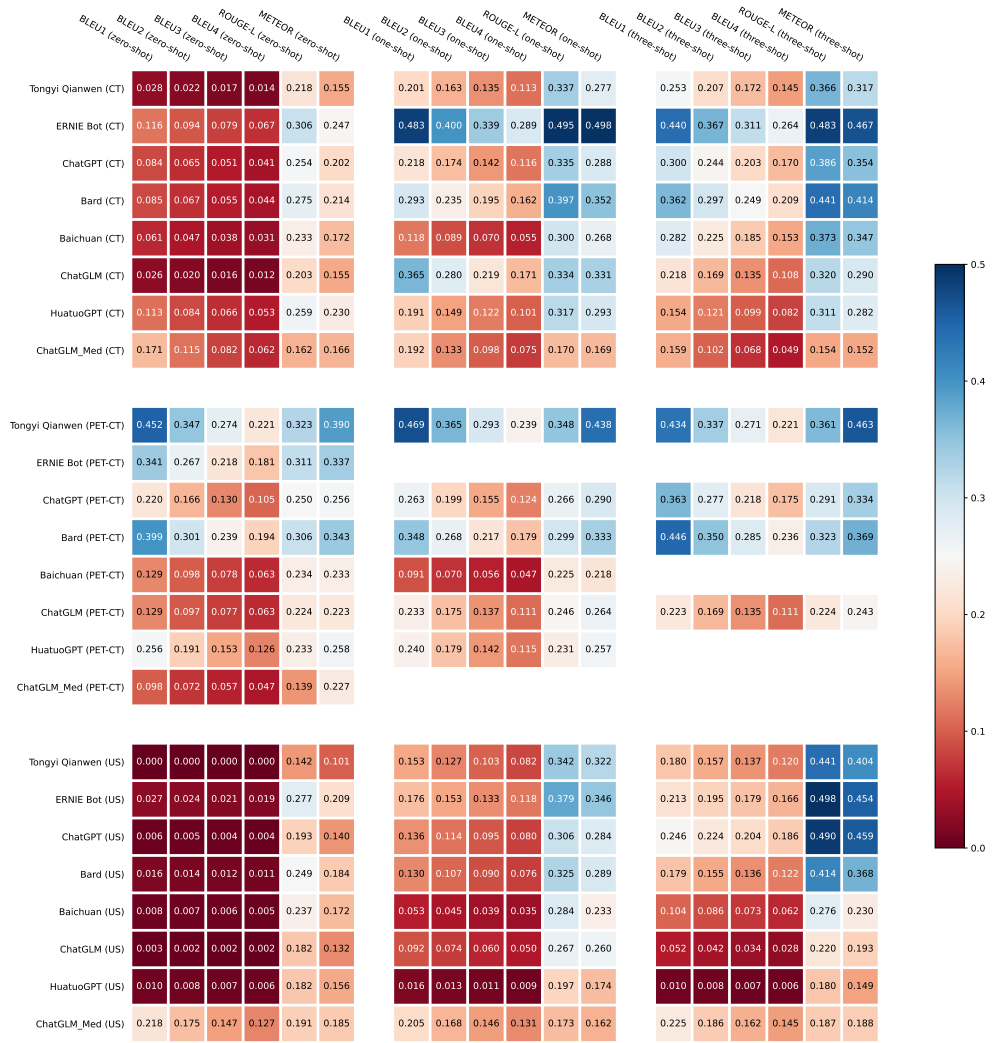 BLEU1 (zero-shot) BLEU2 (zero-shot) BLEU3 (zero-shot) BLEU4 (zero-shot) ROUGE-L (zero-shot) METEOR (zero-shot) BLEU1 (one-shot) BLEU2 (one-shot) BLEU3 (one-shot) BLEU4 (one-shot) ROUGE-L (one-shot) METEOR (one-shot) BLEU1 (three-shot) BLEU2 (three-shot) BLEU3 (three-shot) BLEU4 (three-shot) ROUGE-L (three-shot) METEOR (three-shot)
Tongyi Qianwen (CT) 0.028 0.022 0.017 0.014 0.218 0.155 0.201 0.163 0.135 0.113 0.337 0.277 0.253 0.207 0.172 0.145 0.366 0.317
ERNIE Bot (CT) 0.116 0.094 0.079 0.067 0.306 0.247 0.483 0.400 0.339 0.289 0.495 0.498 0.440 0.367 0.311 0.264 0.483 0.467
ChatGPT (CT) 0.084 0.065 0.051 0.041 0.254 0.202 0.218 0.174 0.142 0.116 0.335 0.288 0.300 0.244 0.203 0.170 0.386 0.354
Bard (CT) 0.085 0.067 0.055 0.044 0.275 0.214 0.293 0.235 0.195 0.162 0.397 0.352 0.362 0.297 0.249 0.209 0.441 0.414
Baichuan (CT) 0.061 0.047 0.038 0.031 0.233 0.172 0.118 0.089 0.070 0.055 0.300 0.268 0.282 0.225 0.185 0.153 0.373 0.347
ChatGLM (CT) 0.026 0.020 0.016 0.012 0.203 0.155 0.365 0.280 0.219 0.171 0.334 0.331 0.218 0.169 0.135 0.108 0.320 0.290
HuatuoGPT (CT) 0.113 0.084 0.066 0.053 0.259 0.230 0.191 0.149 0.122 0.101 0.317 0.293 0.154 0.121 0.099 0.082 0.311 0.282
ChatGLM_Med (CT) 0.171 0.115 0.082 0.062 0.162 0.166 0.192 0.133 0.098 0.075 0.170 0.169 0.159 0.102 0.068 0.049 0.154 0.152
Tongyi Qianwen (PET-CT) 0.452 0.347 0.274 0.221 0.323 0.390 0.469 0.365 0.293 0.239 0.348 0.438 0.434 0.337 0.271 0.221 0.361 0.463
ERNIE Bot (PET-CT) 0.341 0.267 0.218 0.181 0.311 0.337
ChatGPT (PET-CT) 0.220 0.166 0.130 0.105 0.250 0.256 0.263 0.199 0.155 0.124 0.266 0.290 0.363 0.277 0.218 0.175 0.291 0.334
Bard (PET-CT) 0.399 0.301 0.239 0.194 0.306 0.343 0.348 0.268 0.217 0.179 0.299 0.333 0.446 0.350 0.285 0.236 0.323 0.369
Baichuan (PET-CT) 0.129 0.098 0.078 0.063 0.234 0.233 0.091 0.070 0.056 0.047 0.225 0.218
ChatGLM (PET-CT) 0.129 0.097 0.077 0.063 0.224 0.223 0.233 0.175 0.137 0.111 0.246 0.264 0.223 0.169 0.135 0.111 0.224 0.243
HuatuoGPT (PET-CT) 0.256 0.191 0.153 0.126 0.233 0.258 0.240 0.179 0.142 0.115 0.231 0.257
ChatGLM_Med (PET-CT) 0.098 0.072 0.057 0.047 0.139 0.227
Tongyi Qianwen (US) 0.000 0.000 0.000 0.000 0.142 0.101 0.153 0.127 0.103 0.082 0.342 0.322 0.180 0.157 0.137 0.120 0.441 0.404
ERNIE Bot (US) 0.027 0.024 0.021 0.019 0.277 0.209 0.176 0.153 0.133 0.118 0.379 0.346 0.213 0.195 0.179 0.166 0.498 0.454
ChatGPT (US) 0.006 0.005 0.004 0.004 0.193 0.140 0.136 0.114 0.095 0.080 0.306 0.284 0.246 0.224 0.204 0.186 0.490 0.459
Bard (US) 0.016 0.014 0.012 0.011 0.249 0.184 0.130 0.107 0.090 0.076 0.325 0.289 0.179 0.155 0.136 0.122 0.414 0.368
Baichuan (US) 0.008 0.007 0.006 0.005 0.237 0.172 0.053 0.045 0.039 0.035 0.284 0.233 0.104 0.086 0.073 0.062 0.276 0.230
ChatGLM (US) 0.003 0.002 0.002 0.002 0.182 0.132 0.092 0.074 0.060 0.050 0.267 0.260 0.052 0.042 0.034 0.028 0.220 0.193
HuatuoGPT (US) 0.010 0.008 0.007 0.006 0.182 0.156 0.016 0.013 0.011 0.009 0.197 0.174 0.010 0.008 0.007 0.006 0.180 0.149
ChatGLM_Med (US) 0.218 0.175 0.147 0.127 0.191 0.185 0.205 0.168 0.146 0.131 0.173 0.162 0.225 0.186 0.162 0.145 0.187 0.188
0.5
0.4
0.3
0.2
0.1
0.0